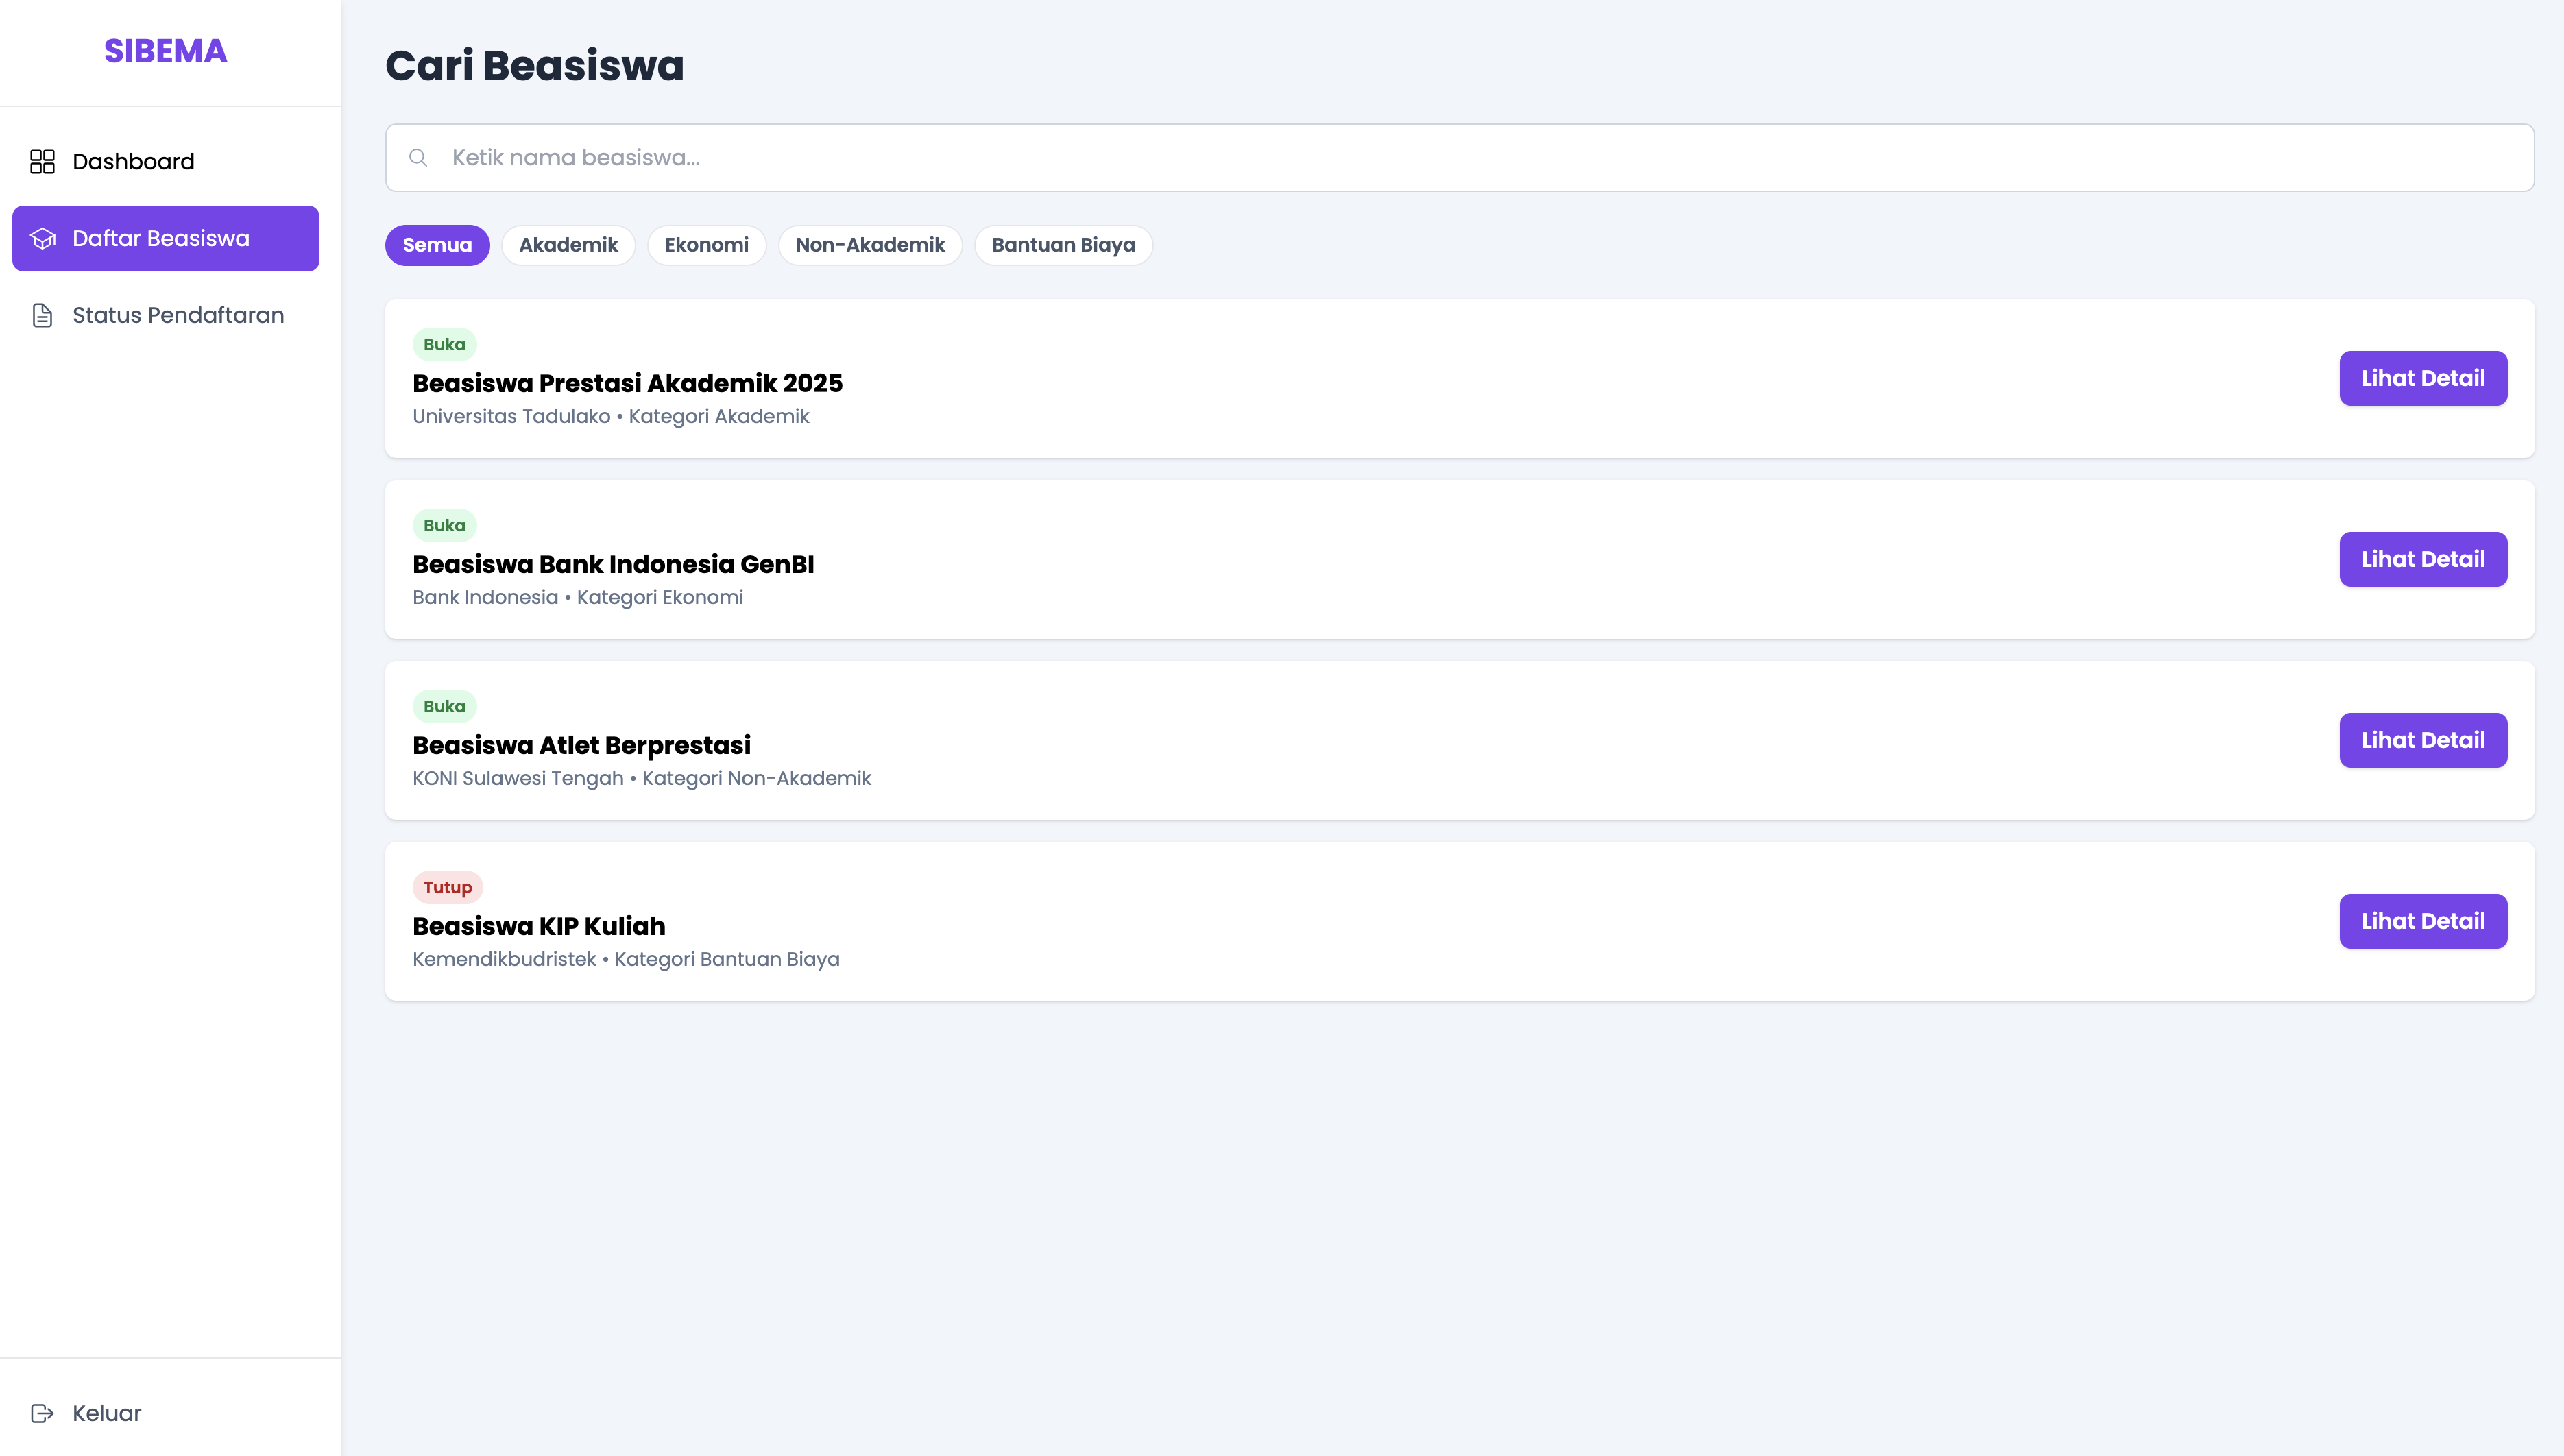 SIBEMA
Dashboard
Daftar Beasiswa
Status Pendaftaran
Keluar
Cari Beasiswa
Ketik nama beasiswa...
Semua
Akademik
Ekonomi
Non-Akademik
Bantuan Biaya
Buka
Beasiswa Prestasi Akademik 2025
Universitas Tadulako • Kategori Akademik
Lihat Detail
Buka
Beasiswa Bank Indonesia GenBI
Bank Indonesia • Kategori Ekonomi
Lihat Detail
Buka
Beasiswa Atlet Berprestasi
KONI Sulawesi Tengah • Kategori Non-Akademik
Lihat Detail
Tutup
Beasiswa KIP Kuliah
Kemendikbudristek • Kategori Bantuan Biaya
Lihat Detail